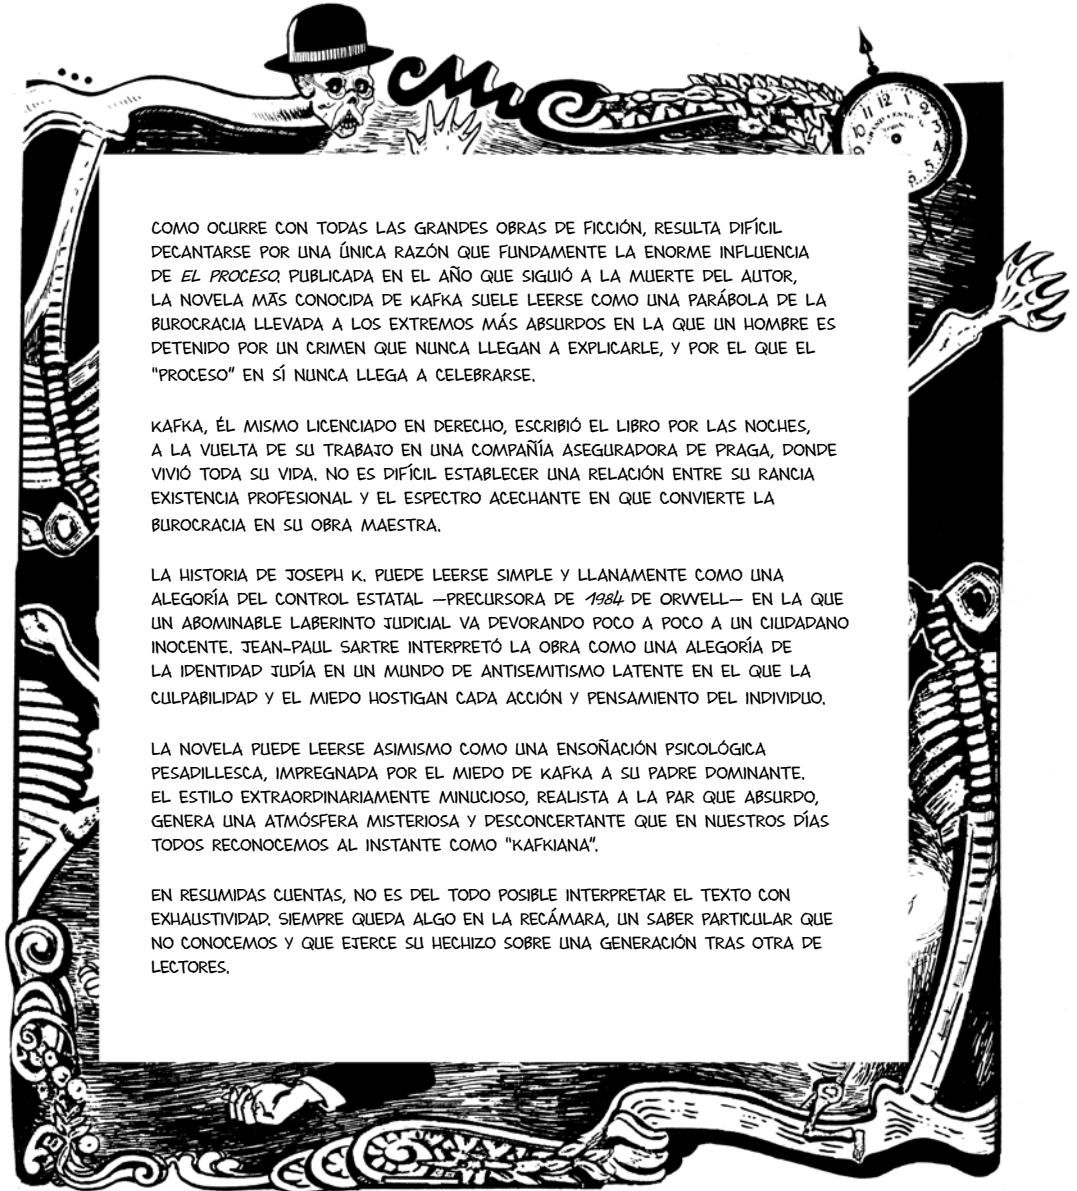 COMO OCURRE CON TODAS LAS GRANDES OBRAS DE FICCIÓN, RESULTA DIFÍCIL
DECANTARSE POR UNA ÚNICA RAZÓN QUE FUNDAMENTE LA ENORME INFLUENCIA
DE EL PROCESO. PUBLICADA EN EL AÑO QUE SIGUIÓ A LA MUERTE DEL AUTOR,
LA NOVELA MÁS CONOCIDA DE KAFKA SUELE LEERSE COMO UNA PARÁBOLA DE LA
BUROCRACIA LLEVADA A LOS EXTREMOS MÁS ABSURDOS EN LA QUE UN HOMBRE ES
DETENIDO POR UN CRIMEN QUE NUNCA LLEGAN A EXPLICARLE, Y POR EL QUE EL
"PROCESO" EN SÍ NUNCA LLEGA A CELEBRARSE.
KAFKA, ÉL MISMO LICENCIADO EN DERECHO, ESCRIBIÓ EL LIBRO POR LAS NOCHES,
A LA VUELTA DE SU TRABAJO EN UNA COMPAÑÍA ASEGURADORA DE PRAGA, DONDE
VIVIÓ TODA SU VIDA. NO ES DIFÍCIL ESTABLECER UNA RELACIÓN ENTRE SU RANCIA
EXISTENCIA PROFESIONAL Y EL ESPECTRO ACECHANTE EN QUE CONVIERTE LA
BUROCRACIA EN SU OBRA MAESTRA.
LA HISTORIA DE JOSEPH K. PUEDE LEERSE SIMPLE Y LLANAMENTE COMO UNA
ALEGORÍA DEL CONTROL ESTATAL —PRECURSORA DE 1984 DE ORWELL— EN LA QUE
UN ABOMINABLE LABERINTO JUDICIAL VA DEVORANDO POCO A POCO A UN CIUDADANO
INOCENTE. JEAN-PAUL SARTRE INTERPRETÓ LA OBRA COMO UNA ALEGORÍA DE
LA IDENTIDAD JUDÍA EN UN MUNDO DE ANTISEMITISMO LATENTE EN EL QUE LA
CULPABILIDAD Y EL MIEDO HOSTIGAN CADA ACCIÓN Y PENSAMIENTO DEL INDIVIDUO.
LA NOVELA PUEDE LEERSE ASIMISMO COMO UNA ENSOÑACIÓN PSICOLÓGICA
PESADILLESCA, IMPREGNADA POR EL MIEDO DE KAFKA A SU PADRE DOMINANTE.
EL ESTILO EXTRAORDINARIAMENTE MINUCIOSO, REALISTA A LA PAR QUE ABSURDO,
GENERA UNA ATMÓSFERA MISTERIOSA Y DESCONCERTANTE QUE EN NUESTROS DÍAS
TODOS RECONOCEMOS AL INSTANTE COMO "KAFKIANA".
EN RESUMIDAS CUENTAS, NO ES DEL TODO POSIBLE INTERPRETAR EL TEXTO CON
EXHAUSTIVIDAD. SIEMPRE QUEDA ALGO EN LA RECÁMARA, UN SABER PARTICULAR QUE
NO CONOCEMOS Y QUE EJERCE SU HECHIZO SOBRE UNA GENERACIÓN TRAS OTRA DE
LECTORES.